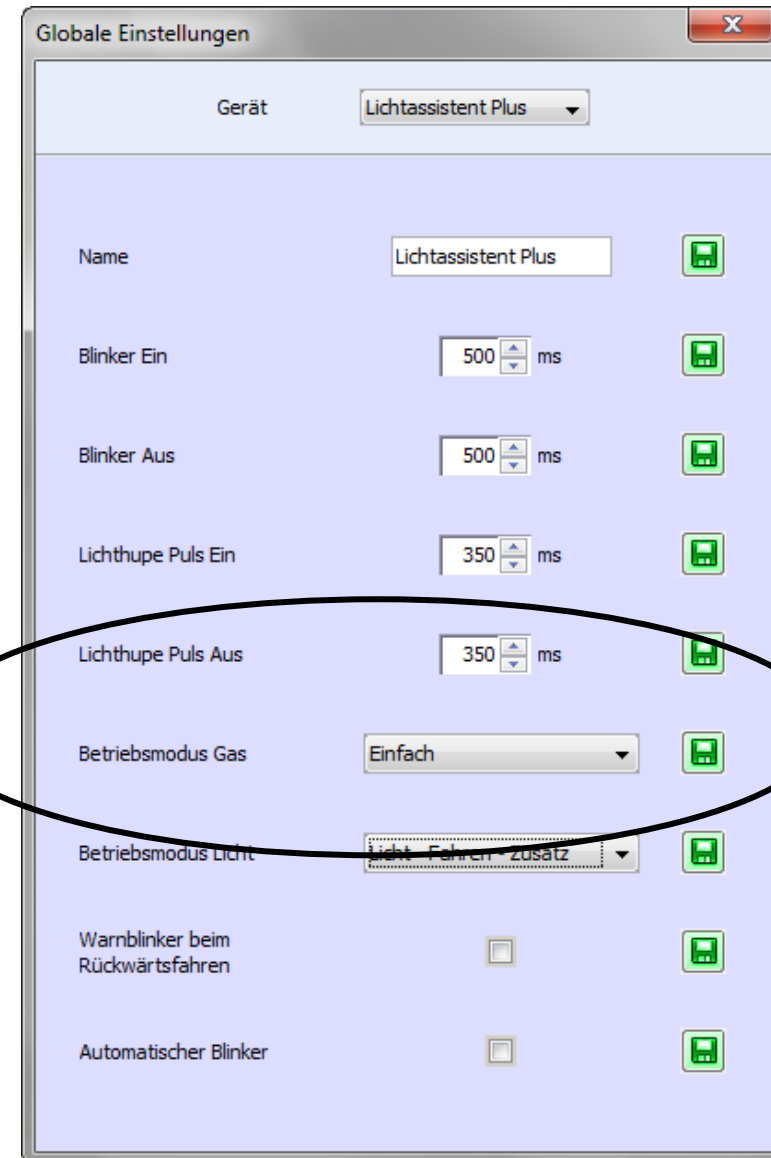 Globale Einstellungen
Gerät Lichtassistent Plus
Name Lichtassistent Plus
Blinker Ein 500 ms
Blinker Aus 500 ms
Lichthupe Puls Ein 350 ms
Lichthupe Puls Aus 350 ms
Betriebsmodus Gas Einfach
Betriebsmodus Licht Licht - Fahren - Zusatz
Warnblinker beim
Rückwärtsfahren
Automatischer Blinker